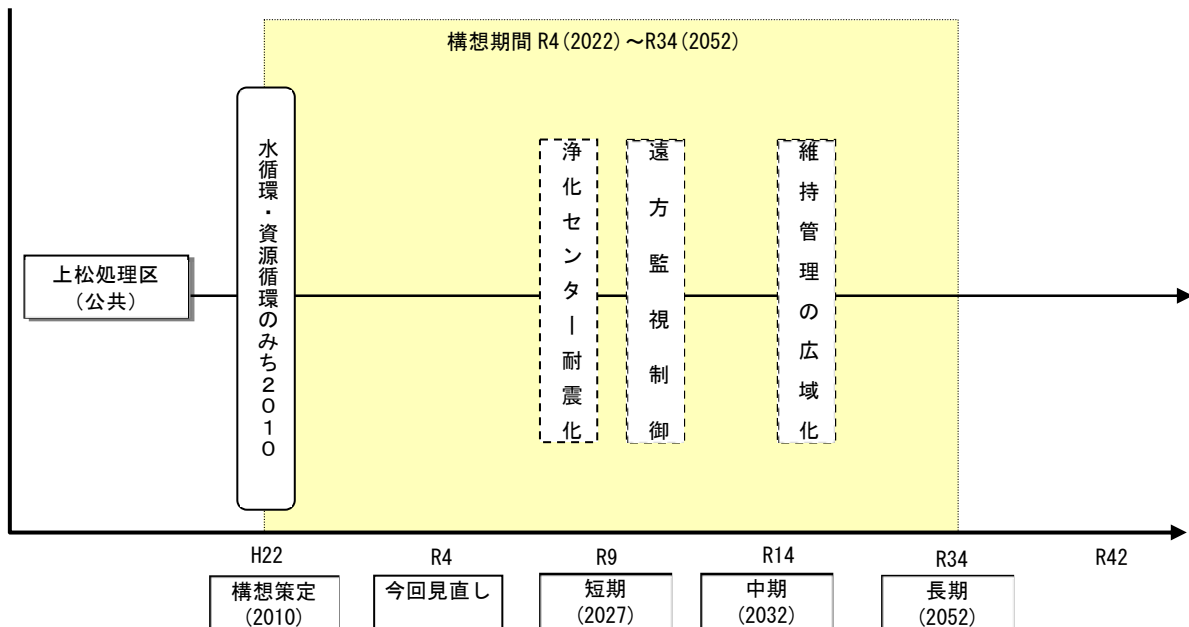 構想期間 R4(2022)～R34(2052)
上松処理区
（公共）
水循環・資源循環のみち２０１０
浄化センター耐震化
遠方監視制御
維持管理の広域化
H22
R4
R9
R14
R34
R42
構想策定
(2010)
今回見直し
短期
(2027)
中期
(2032)
長期
(2052)